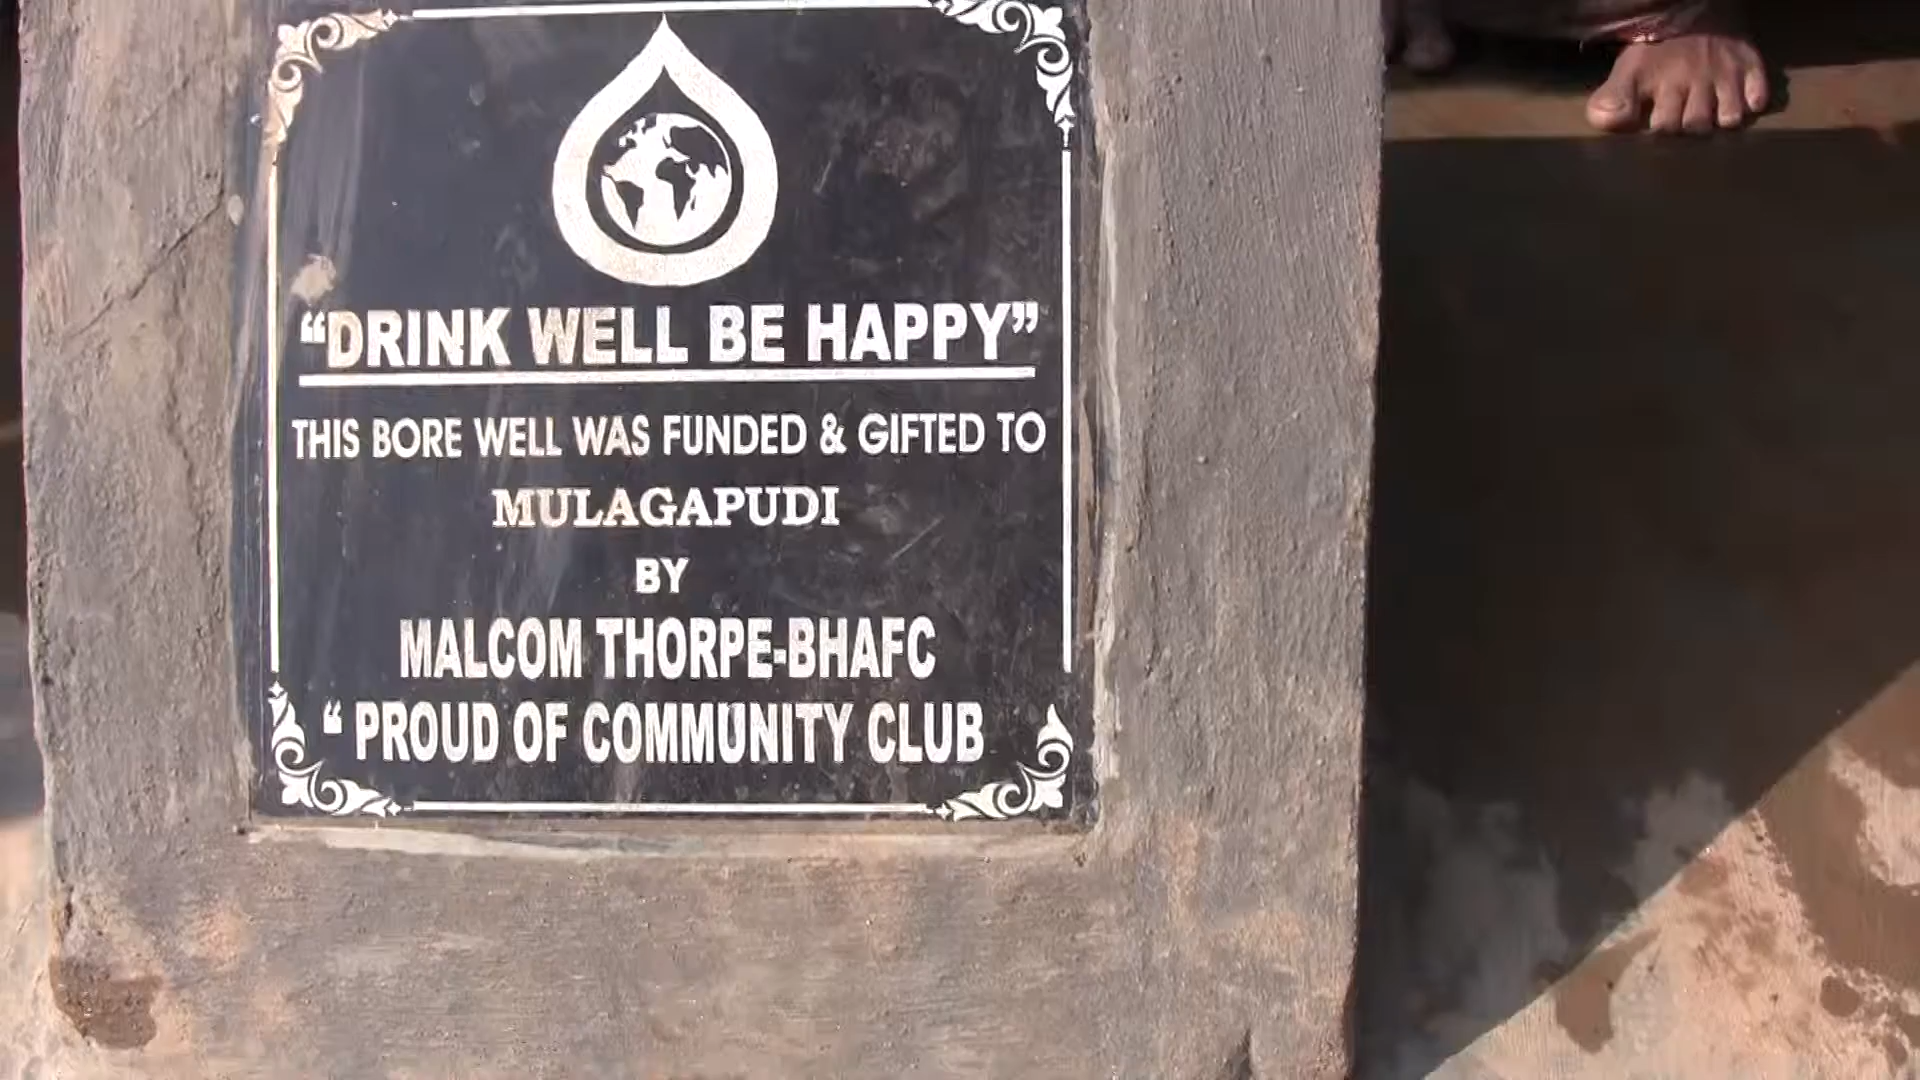 “DRINK WELL BE HAPPY”
THIS BORE WELL WAS FUNDED & GIFTED TO
MULAGAPUDI
BY
MALCOM THORPE-BHAFC
“ PROUD OF COMMUNITY CLUB